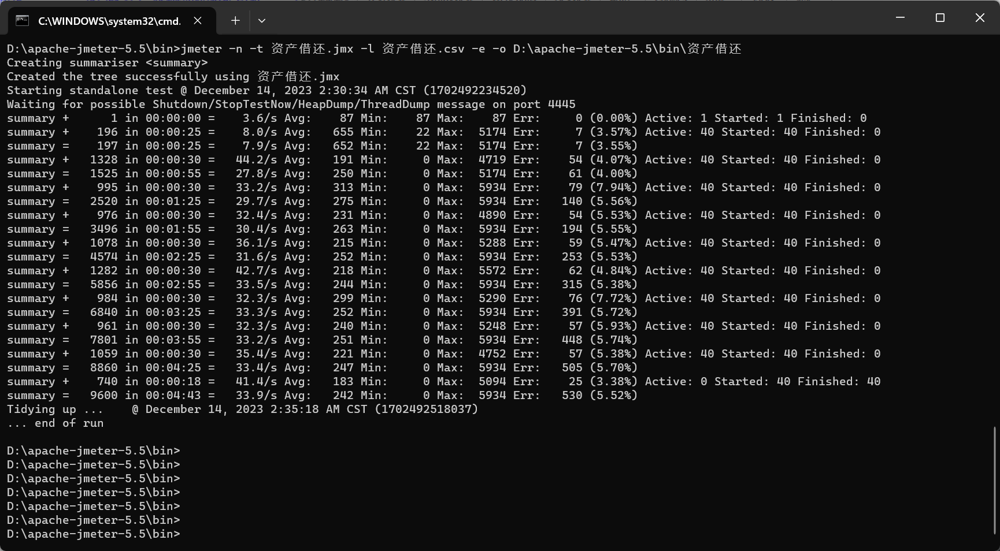 C:\WINDOWS\system32\cmd.
D:\apache-jmeter-5.5\bin>jmeter -n -t 资产借还.jmx -l 资产借还.csv -e -o D:\apache-jmeter-5.5\bin\资产借还
Creating summariser <summary>
Created the tree successfully using 资产借还.jmx
Starting standalone test @ December 14, 2023 2:30:34 AM CST (1702492234520)
Waiting for possible Shutdown/StopTestNow/HeapDump/ThreadDump message on port 4445
summary +      1 in 00:00:00 =    3.6/s Avg:    87 Min:    87 Max:    87 Err:     0 (0.00%) Active: 1 Started: 1 Finished: 0
summary +    196 in 00:00:25 =    8.0/s Avg:   655 Min:    22 Max:  5174 Err:     7 (3.57%) Active: 40 Started: 40 Finished: 0
summary =    197 in 00:00:25 =    7.9/s Avg:   652 Min:    22 Max:  5174 Err:     7 (3.55%)
summary +   1328 in 00:00:30 =   44.2/s Avg:   191 Min:     0 Max:  4719 Err:    54 (4.07%) Active: 40 Started: 40 Finished: 0
summary =   1525 in 00:00:55 =   27.8/s Avg:   250 Min:     0 Max:  5174 Err:    61 (4.00%)
summary +    995 in 00:00:30 =   33.2/s Avg:   313 Min:     0 Max:  5934 Err:    79 (7.94%) Active: 40 Started: 40 Finished: 0
summary =   2520 in 00:01:25 =   29.7/s Avg:   275 Min:     0 Max:  5934 Err:   140 (5.56%)
summary +    976 in 00:00:30 =   32.4/s Avg:   231 Min:     0 Max:  4890 Err:    54 (5.53%) Active: 40 Started: 40 Finished: 0
summary =   3496 in 00:01:55 =   30.4/s Avg:   263 Min:     0 Max:  5934 Err:   194 (5.55%)
summary +   1078 in 00:00:30 =   36.1/s Avg:   215 Min:     0 Max:  5288 Err:    59 (5.47%) Active: 40 Started: 40 Finished: 0
summary =   4574 in 00:02:25 =   31.6/s Avg:   252 Min:     0 Max:  5934 Err:   253 (5.53%)
summary +   1282 in 00:00:30 =   42.7/s Avg:   218 Min:     0 Max:  5572 Err:    62 (4.84%) Active: 40 Started: 40 Finished: 0
summary =   5856 in 00:02:55 =   33.5/s Avg:   244 Min:     0 Max:  5934 Err:   315 (5.38%)
summary +    984 in 00:00:30 =   32.3/s Avg:   299 Min:     0 Max:  5290 Err:    76 (7.72%) Active: 40 Started: 40 Finished: 0
summary =   6840 in 00:03:25 =   33.3/s Avg:   252 Min:     0 Max:  5934 Err:   391 (5.72%)
summary +    961 in 00:00:30 =   32.3/s Avg:   240 Min:     0 Max:  5248 Err:    57 (5.93%) Active: 40 Started: 40 Finished: 0
summary =   7801 in 00:03:55 =   33.2/s Avg:   251 Min:     0 Max:  5934 Err:   448 (5.74%)
summary +   1059 in 00:00:30 =   35.4/s Avg:   221 Min:     0 Max:  4752 Err:    57 (5.38%) Active: 40 Started: 40 Finished: 0
summary =   8860 in 00:04:25 =   33.4/s Avg:   247 Min:     0 Max:  5934 Err:   505 (5.70%)
summary +    740 in 00:00:18 =   41.4/s Avg:   183 Min:     0 Max:  5094 Err:    25 (3.38%) Active: 0 Started: 40 Finished: 40
summary =   9600 in 00:04:43 =   33.9/s Avg:   242 Min:     0 Max:  5934 Err:   530 (5.52%)
Tidying up ...    @ December 14, 2023 2:35:18 AM CST (1702492518037)
... end of run
D:\apache-jmeter-5.5\bin>
D:\apache-jmeter-5.5\bin>
D:\apache-jmeter-5.5\bin>
D:\apache-jmeter-5.5\bin>
D:\apache-jmeter-5.5\bin>
D:\apache-jmeter-5.5\bin>
D:\apache-jmeter-5.5\bin>